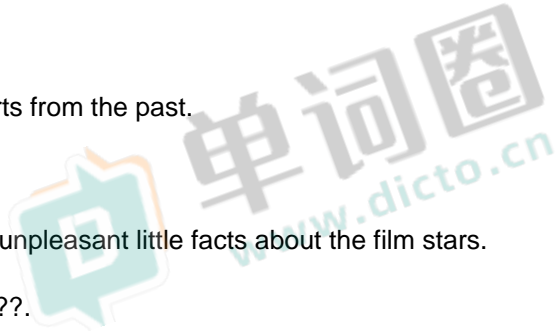 rts from the past.
单词圈
www.dicto.cn
unpleasant little facts about the film stars.
??.